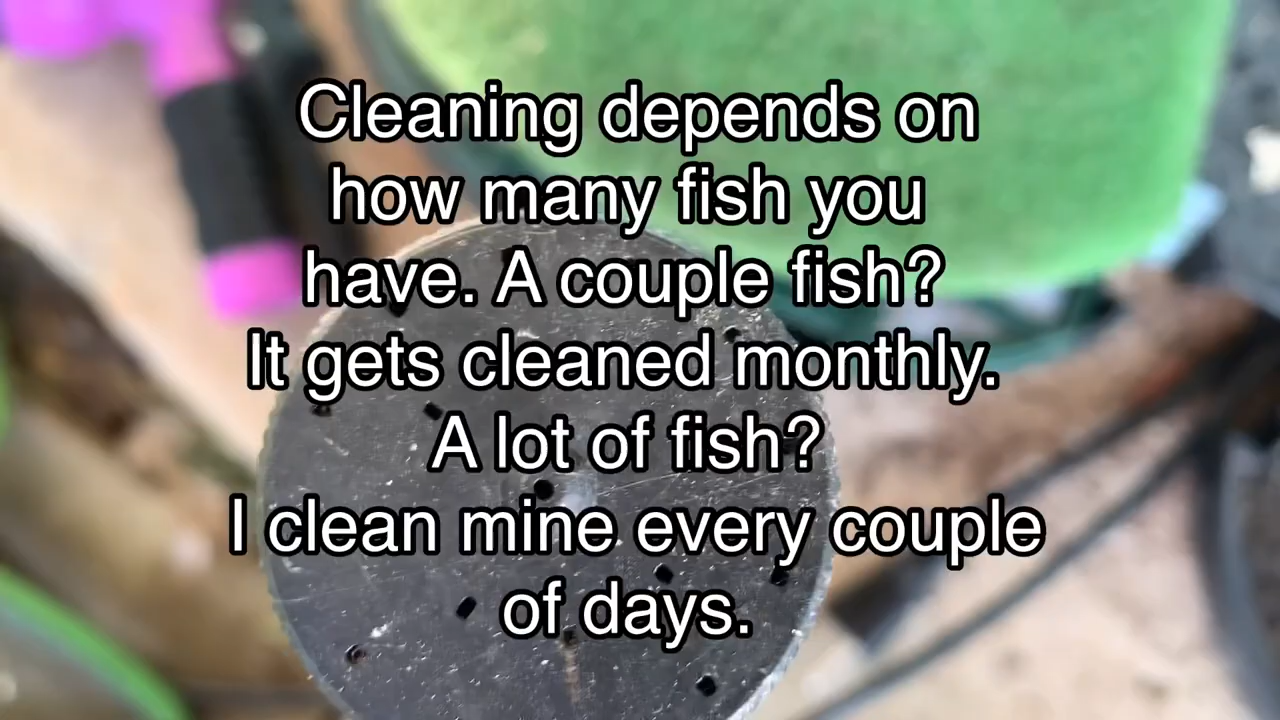 Cleaning depends on
how many fish you
have. A couple fish?
It gets cleaned monthly.
A lot of fish?
I clean mine every couple
of days.